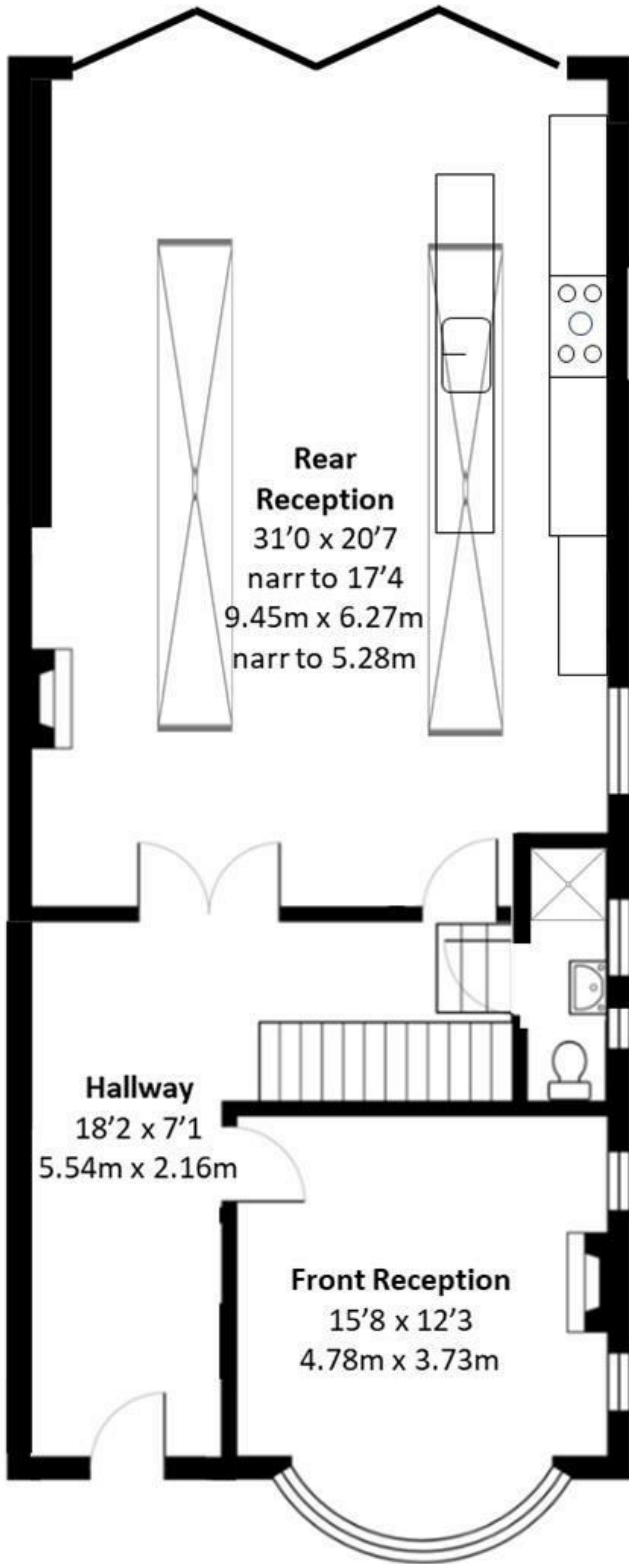 Rear
Reception
31'0 x 20'7
narr to 17'4
9.45m x 6.27m
narr to 5.28m
Hallway
18'2 x 7'1
5.54m x 2.16m
Front Reception
15'8 x 12'3
4.78m x 3.73m